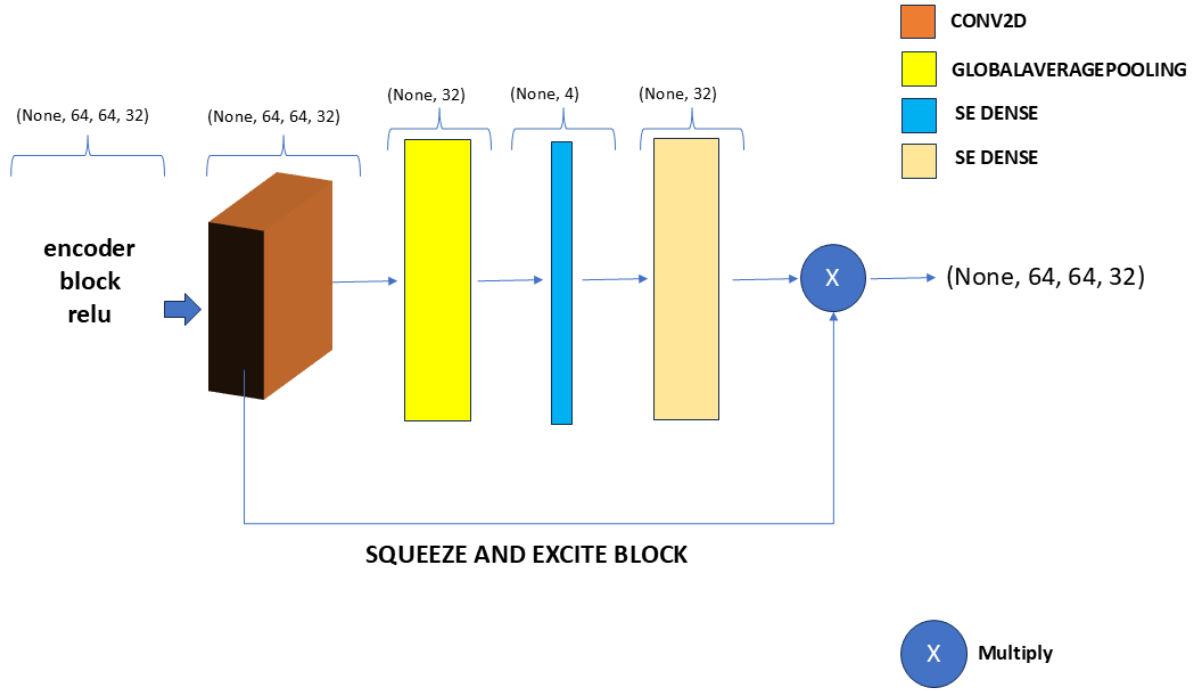 CONV2D
GLOBALAVERAGEPOOLING
SE DENSE
SE DENSE
(None, 64, 64, 32)
(None, 64, 64, 32)
(None, 32)
(None, 4)
(None, 32)
encoder
block
relu
X
(None, 64, 64, 32)
SQUEEZE AND EXCITE BLOCK
X
Multiply